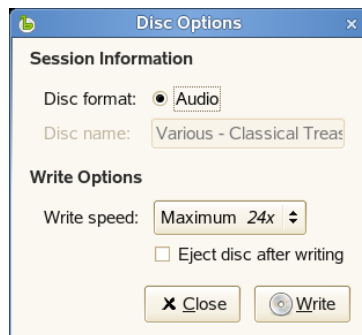 Disc Options
Session Information
Disc format: Audio
Disc name: Various - Classical Treas
Write Options
Write speed: Maximum 24x
Eject disc after writing
Close Write